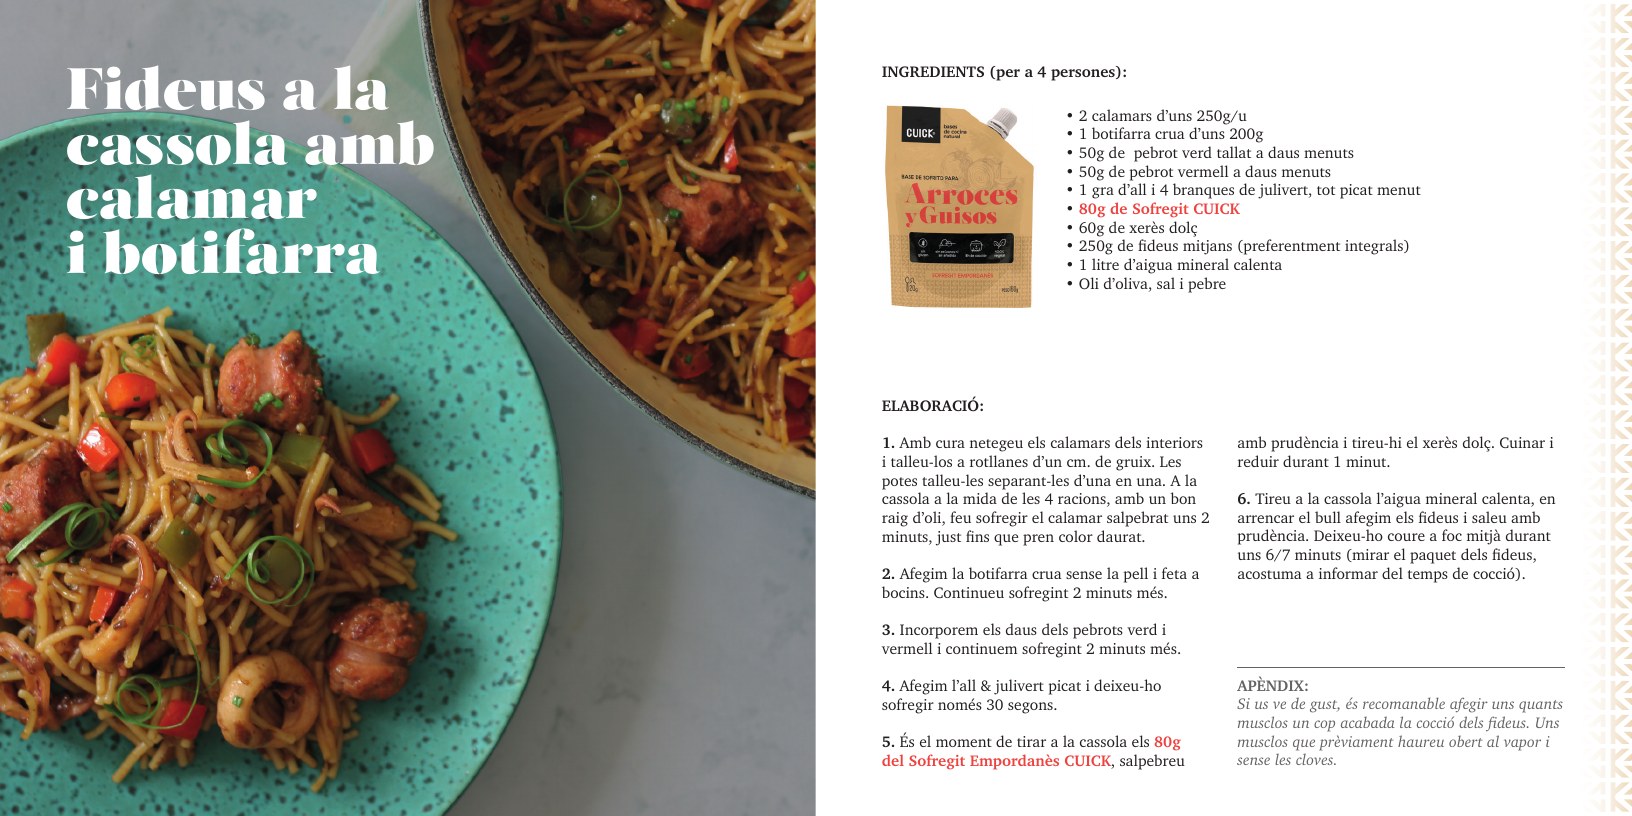 Fideus a la
cassola amb
calamar
i botifarra
INGREDIENTS (per a 4 persones):
CUICK
bases
de cocina
natural
BASE DE SOFRITO PARA
Arroces
y Guisos
SOFREGIT EMPORDANÈS
• 2 calamars d’uns 250g/u
• 1 botifarra crua d’uns 200g
• 50g de  pebrot verd tallat a daus menuts
• 50g de pebrot vermell a daus menuts
• 1 gra d’all i 4 branques de julivert, tot picat menut
• 80g de Sofregit CUICK
• 60g de xerès dolç
• 250g de fideus mitjans (preferentment integrals)
• 1 litre d’aigua mineral calenta
• Oli d’oliva, sal i pebre
ELABORACIÓ:
1. Amb cura netegeu els calamars dels interiors
i talleu-los a rotllanes d’un cm. de gruix. Les
potes talleu-les separant-les d’una en una. A la
cassola a la mida de les 4 racions, amb un bon
raig d’oli, feu sofregir el calamar salpebrat uns 2
minuts, just fins que pren color daurat.
2. Afegim la botifarra crua sense la pell i feta a
bocins. Continueu sofregint 2 minuts més.
3. Incorporem els daus dels pebrots verd i
vermell i continuem sofregint 2 minuts més.
4. Afegim l’all & julivert picat i deixeu-ho
sofregir només 30 segons.
5. És el moment de tirar a la cassola els 80g
del Sofregit Empordanès CUICK, salpebreu
amb prudència i tireu-hi el xerès dolç. Cuinar i
reduir durant 1 minut.
6. Tireu a la cassola l’aigua mineral calenta, en
arrencar el bull afegim els fideus i saleu amb
prudència. Deixeu-ho coure a foc mitjà durant
uns 6/7 minuts (mirar el paquet dels fideus,
acostuma a informar del temps de cocció).
APÈNDIX:
Si us ve de gust, és recomanable afegir uns quants
musclos un cop acabada la cocció dels fideus. Uns
musclos que prèviament haureu obert al vapor i
sense les cloves.